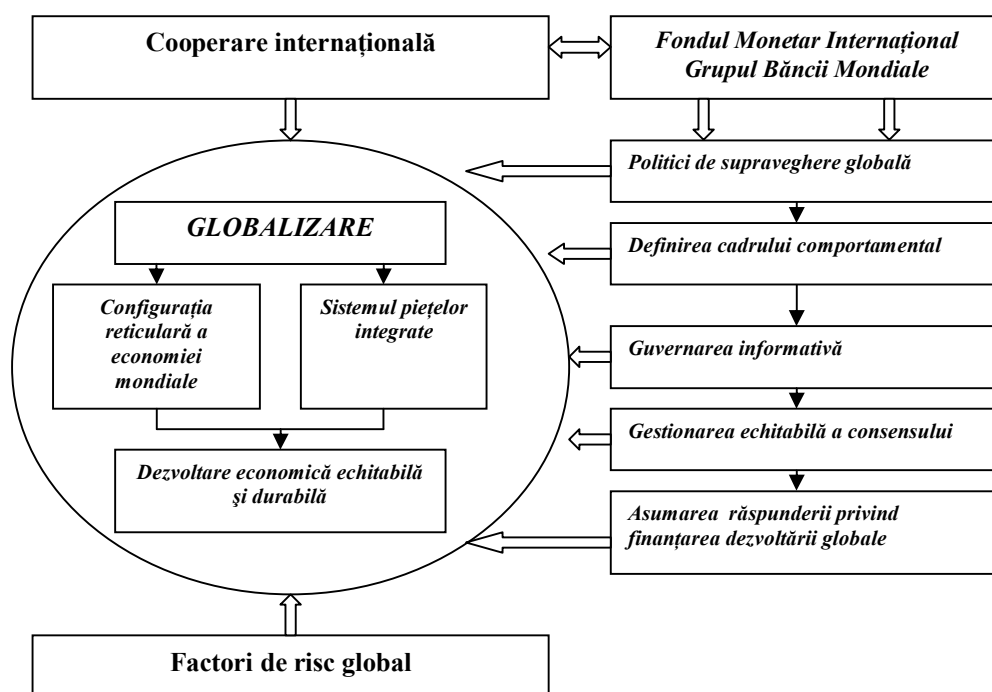 Cooperare internațională
Fondul Monetar Internațional
Grupul Băncii Mondiale
Politici de supraveghere globală
GLOBALIZARE
Definirea cadrului comportamental
Configurația
reticulară a
economiei
mondiale
Sistemul piețelor
integrate
Guvernarea informativă
Gestionarea echitabilă a consensului
Dezvoltare economică echitabilă
şi durabilă
Asumarea răspunderii privind
finanțarea dezvoltării globale
Factori de risc global